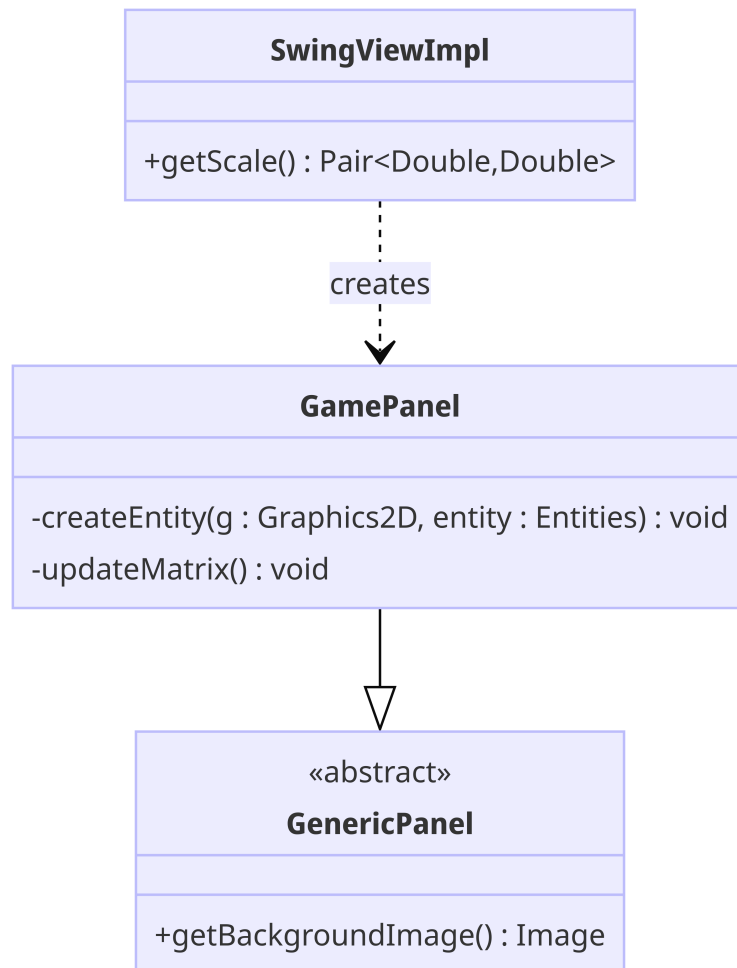 SwingViewImpl
+getScale() : Pair<Double,Double>
creates
GamePanel
-createEntity(g : Graphics2D, entity : Entities) : void
-updateMatrix() : void
«abstract»
GenericPanel
+getBackgroundImage() : Image